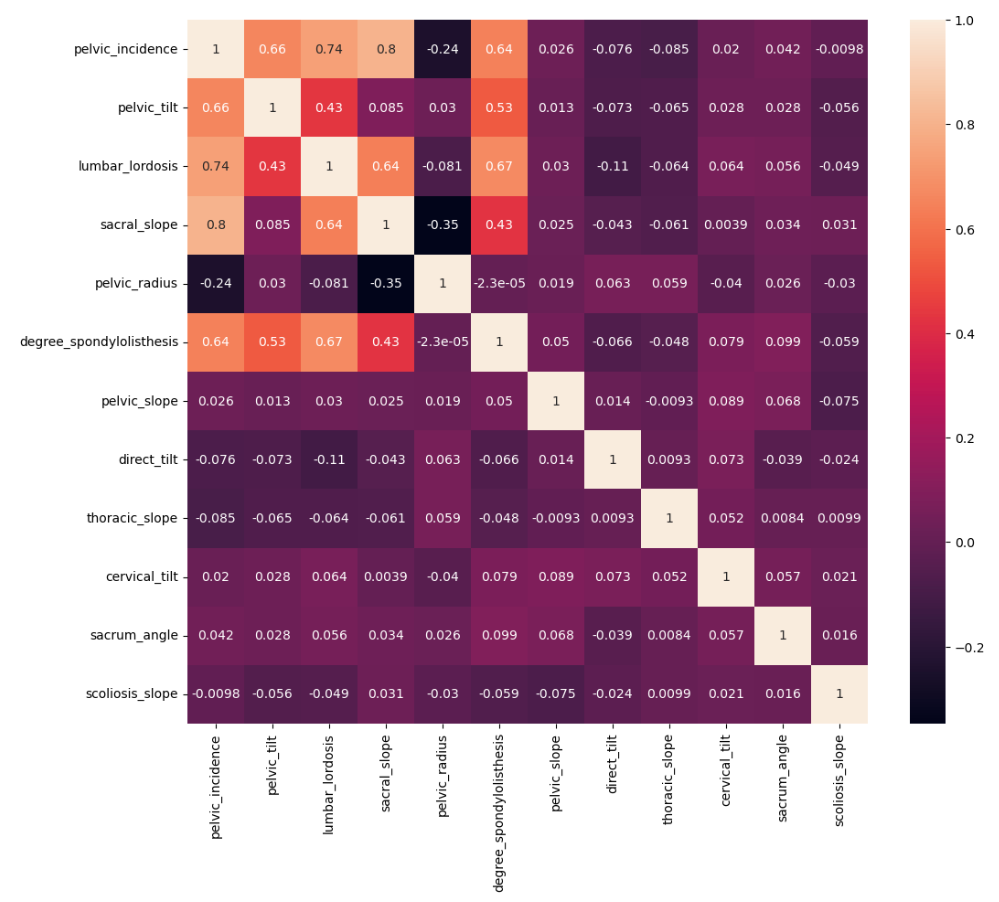 pelvic_incidence 1 0.66 0.74 0.8 -0.24 0.64 0.026 -0.076 -0.085 0.02 0.042 -0.0098
pelvic_tilt 0.66 1 0.43 0.085 0.03 0.53 0.013 -0.073 -0.065 0.028 0.028 -0.056
lumbar_lordosis 0.74 0.43 1 0.64 -0.081 0.67 0.03 -0.11 -0.064 0.064 0.056 -0.049
sacral_slope 0.8 0.085 0.64 1 -0.35 0.43 0.025 -0.043 -0.061 0.0039 0.034 0.031
pelvic_radius -0.24 0.03 -0.081 -0.35 1 -2.3e-05 0.019 0.063 0.059 -0.04 0.026 -0.03
degree_spondylolisthesis 0.64 0.53 0.67 0.43 -2.3e-05 1 0.05 -0.066 -0.048 0.079 0.099 -0.059
pelvic_slope 0.026 0.013 0.03 0.025 0.019 0.05 1 0.014 -0.0093 0.089 0.068 -0.075
direct_tilt -0.076 -0.073 -0.11 -0.043 0.063 -0.066 0.014 1 0.0093 0.073 -0.039 -0.024
thoracic_slope -0.085 -0.065 -0.064 -0.061 0.059 -0.048 -0.0093 0.0093 1 0.052 0.0084 0.0099
cervical_tilt 0.02 0.028 0.064 0.0039 -0.04 0.079 0.089 0.073 0.052 1 0.057 0.021
sacrum_angle 0.042 0.028 0.056 0.034 0.026 0.099 0.068 -0.039 0.0084 0.057 1 0.016
scoliosis_slope -0.0098 -0.056 -0.049 0.031 -0.03 -0.059 -0.075 -0.024 0.0099 0.021 0.016 1
pelvic_incidence
pelvic_tilt
lumbar_lordosis
sacral_slope
pelvic_radius
degree_spondylolisthesis
pelvic_slope
direct_tilt
thoracic_slope
cervical_tilt
sacrum_angle
scoliosis_slope
1.0
0.8
0.6
0.4
0.2
0.0
−0.2